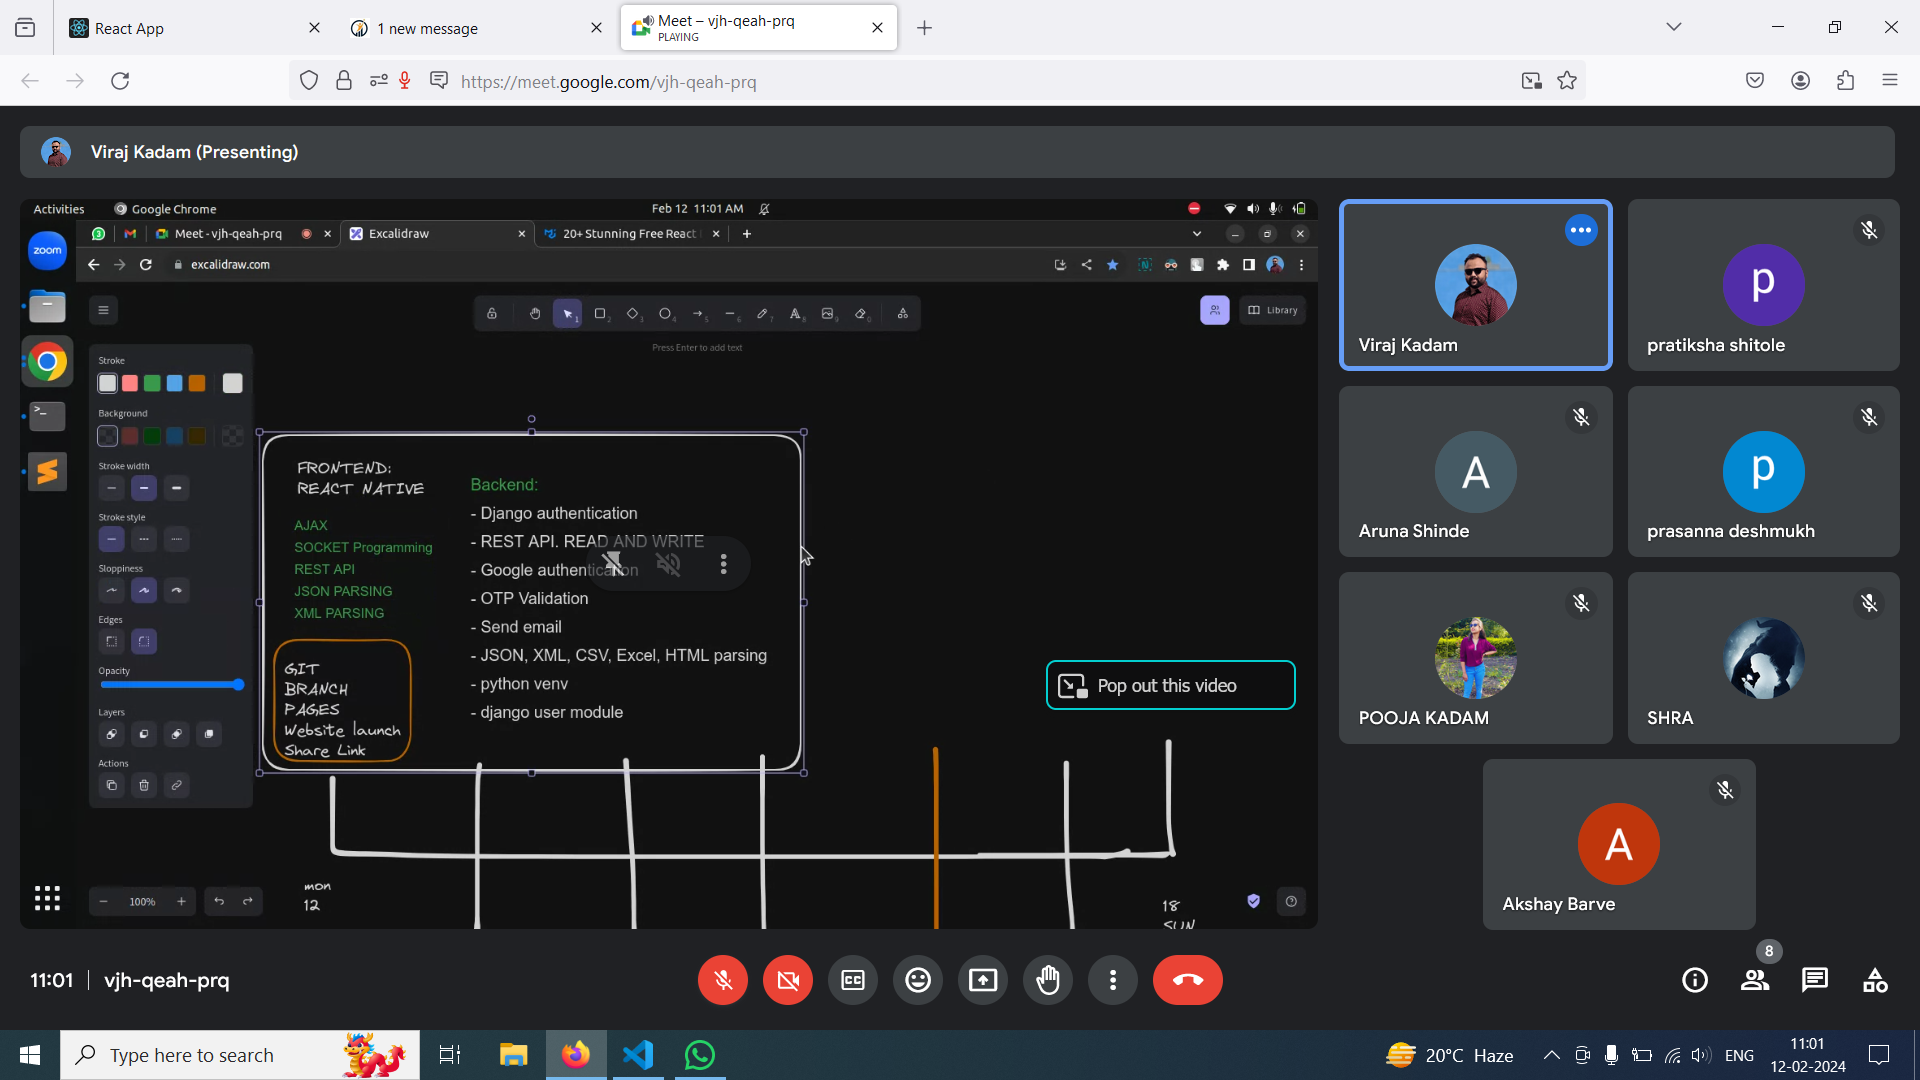 React App
1 new message
Meet – vjh-qeah-prq
PLAYING
https://meet.google.com/vjh-qeah-prq
Viraj Kadam (Presenting)
Activities
Google Chrome
Feb 12 11:01 AM
Meet - vjh-qeah-prq
Excalidraw
20+ Stunning Free React
excalidraw.com
zoom
Library
Press Enter to add text
Stroke
Background
Stroke width
Stroke style
Sloppiness
Edges
Opacity
Layers
Actions
100%
FRONTEND:
REACT NATIVE
AJAX
SOCKET Programming
REST API
JSON PARSING
XML PARSING
GIT
BRANCH
PAGES
Website launch
Share Link
Backend:
- Django authentication
- REST API. READ AND WRITE
- Google authentication
- OTP Validation
- Send email
- JSON, XML, CSV, Excel, HTML parsing
- python venv
- django user module
Pop out this video
mon
12
18
SUN
Viraj Kadam
p
pratiksha shitole
A
Aruna Shinde
p
prasanna deshmukh
POOJA KADAM
SHRA
A
Akshay Barve
11:01
vjh-qeah-prq
8
Type here to search
20°C Haze
ENG
11:01
12-02-2024